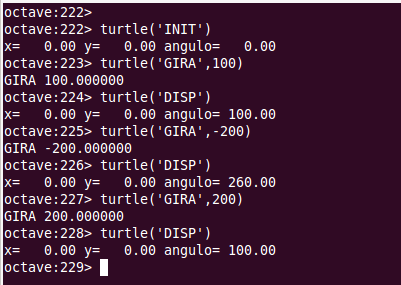 octave:222>
octave:222> turtle('INIT')
x=   0.00 y=   0.00 angulo=   0.00
octave:223> turtle('GIRA',100)
GIRA 100.000000
octave:224> turtle('DISP')
x=   0.00 y=   0.00 angulo= 100.00
octave:225> turtle('GIRA',-200)
GIRA -200.000000
octave:226> turtle('DISP')
x=   0.00 y=   0.00 angulo= 260.00
octave:227> turtle('GIRA',200)
GIRA 200.000000
octave:228> turtle('DISP')
x=   0.00 y=   0.00 angulo= 100.00
octave:229>